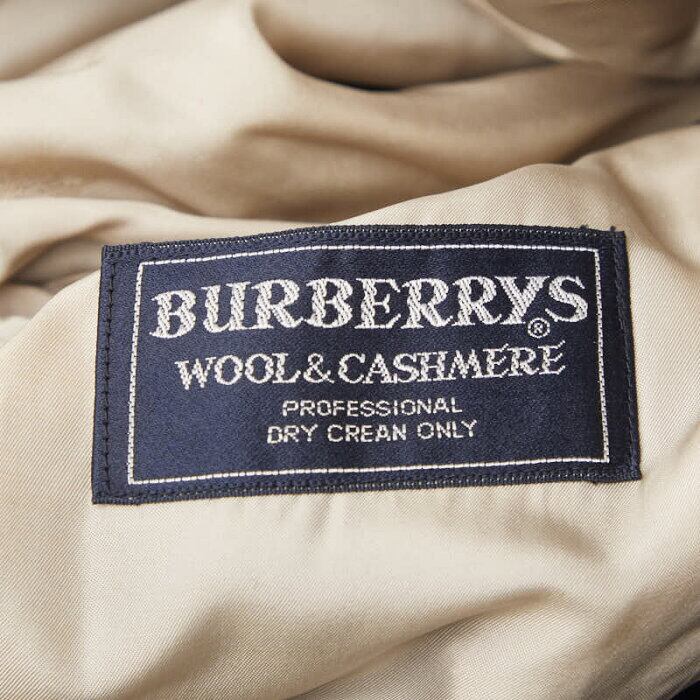 BURBERRYS®
WOOL&CASHMERE
PROFESSIONAL
DRY CREAN ONLY